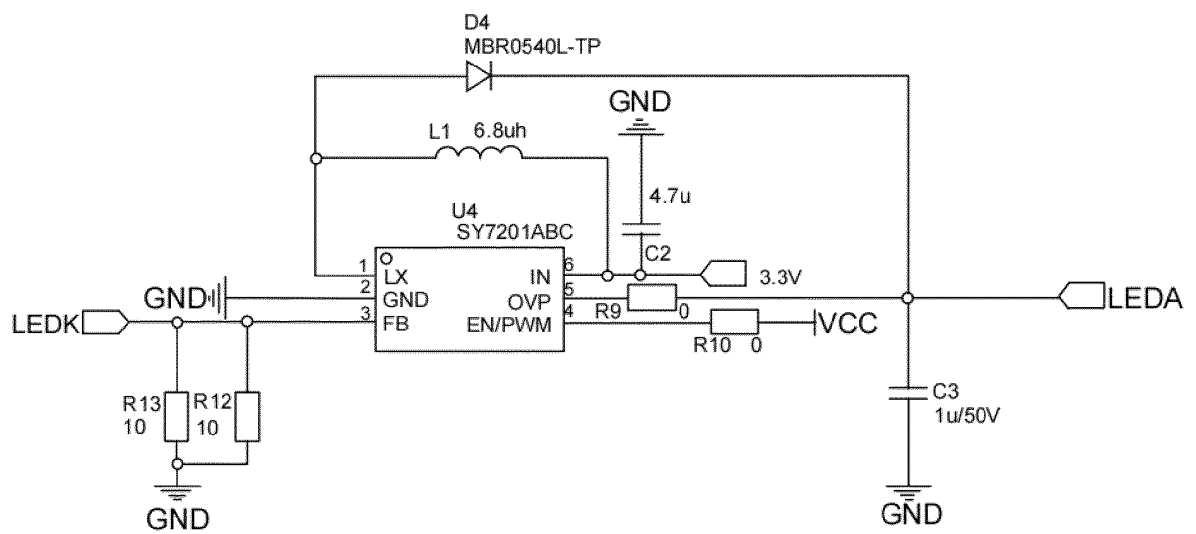 D4
MBR0540L-TP
GND
L1 6.8uh
4.7u
U4
SY7201ABC
C2
1 LX IN 6
3.3V
GND 2 GND OVP 5
R9 0
LEDA
LEDK 3 FB EN/PWM 4
VCC
R10 0
R13 R12
10 10
C3
1u/50V
GND
GND